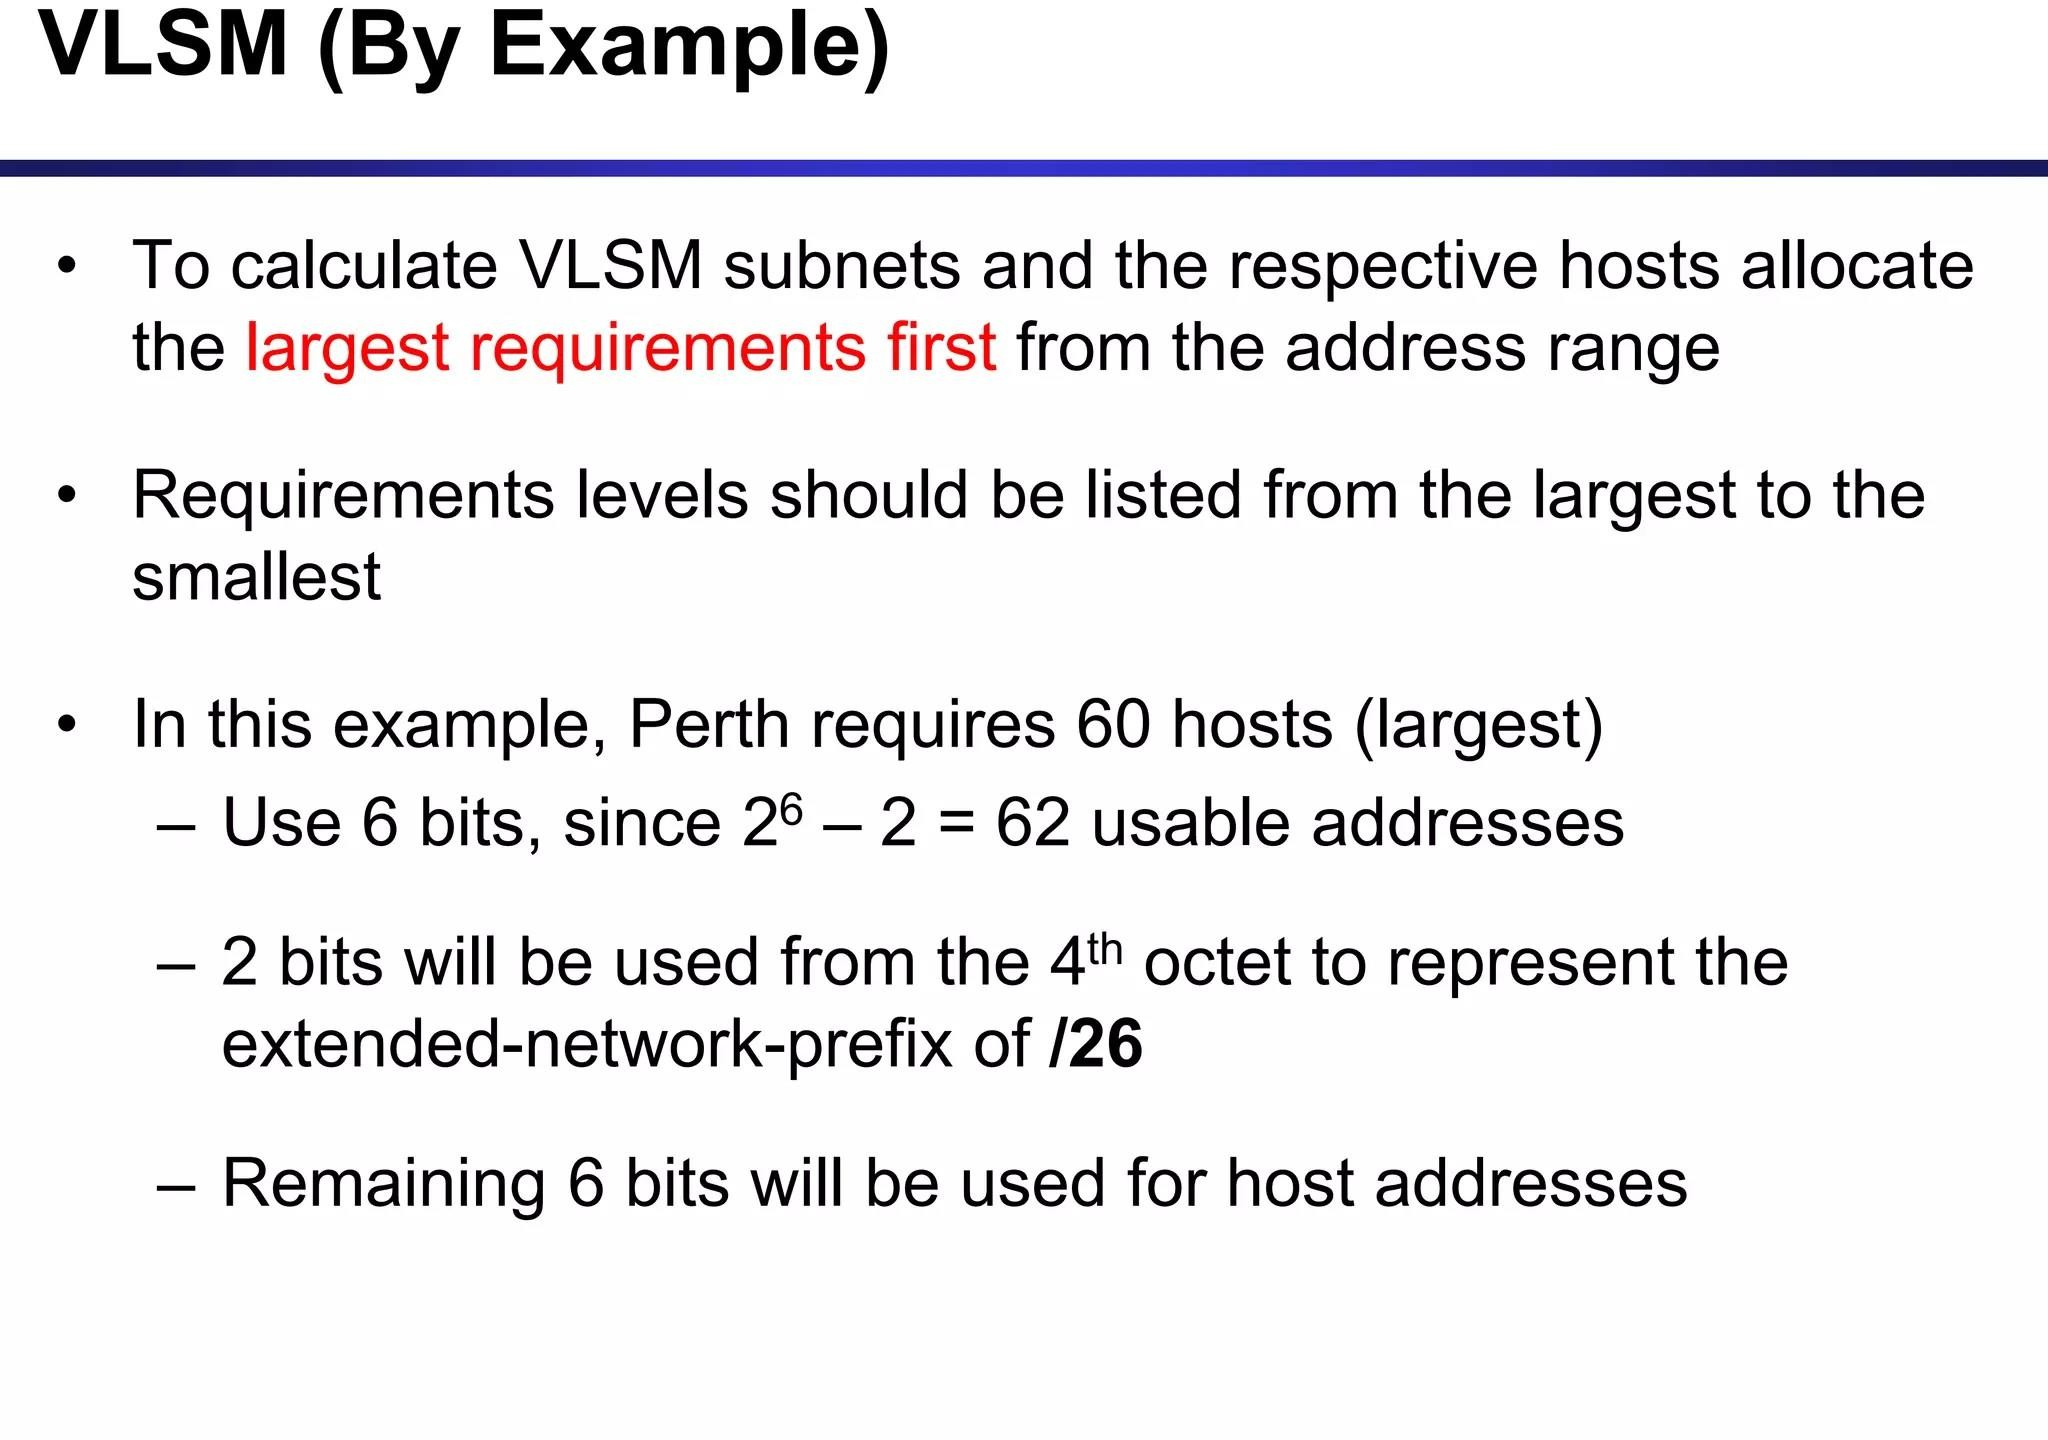 VLSM (By Example)
• To calculate VLSM subnets and the respective hosts allocate
the largest requirements first from the address range
• Requirements levels should be listed from the largest to the
smallest
• In this example, Perth requires 60 hosts (largest)
– Use 6 bits, since 2⁶ – 2 = 62 usable addresses
– 2 bits will be used from the 4ᵗʰ octet to represent the
extended-network-prefix of /26
– Remaining 6 bits will be used for host addresses